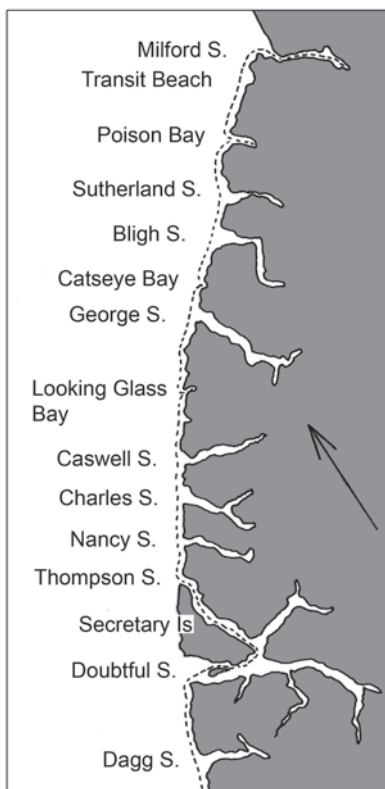 Milford S.
Transit Beach
Poison Bay
Sutherland S.
Bligh S.
Catseye Bay
George S.
Looking Glass
Bay
Caswell S.
Charles S.
Nancy S.
Thompson S.
Secretary Is
Doubtful S.
Dagg S.